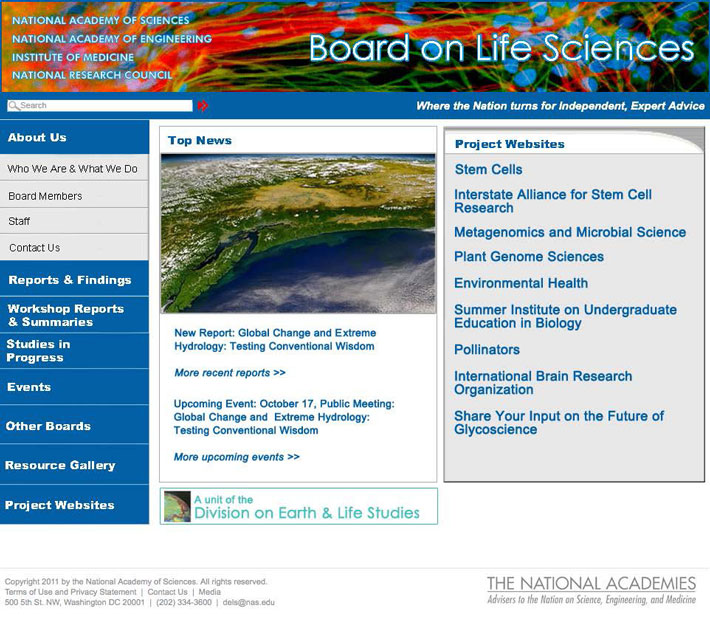 NATIONAL ACADEMY OF SCIENCES
NATIONAL ACADEMY OF ENGINEERING
INSTITUTE OF MEDICINE
NATIONAL RESEARCH COUNCIL
Board on Life Sciences
Search
Where the Nation turns for Independent, Expert Advice
About Us
Who We Are & What We Do
Board Members
Staff
Contact Us
Reports & Findings
Workshop Reports
& Summaries
Studies in
Progress
Events
Other Boards
Resource Gallery
Project Websites
Top News
New Report: Global Change and Extreme
Hydrology: Testing Conventional Wisdom
More recent reports >>
Upcoming Event: October 17, Public Meeting:
Global Change and Extreme Hydrology:
Testing Conventional Wisdom
More upcoming events >>
A unit of the
Division on Earth & Life Studies
Project Websites
Stem Cells
Interstate Alliance for Stem Cell
Research
Metagenomics and Microbial Science
Plant Genome Sciences
Environmental Health
Summer Institute on Undergraduate
Education in Biology
Pollinators
International Brain Research
Organization
Share Your Input on the Future of
Glycoscience
Copyright 2011 by the National Academy of Sciences. All rights reserved.
Terms of Use and Privacy Statement | Contact Us | Media
500 5th St. NW, Washington DC 20001 | (202) 334-3600 | dels@nas.edu
THE NATIONAL ACADEMIES
Advisers to the Nation on Science, Engineering, and Medicine